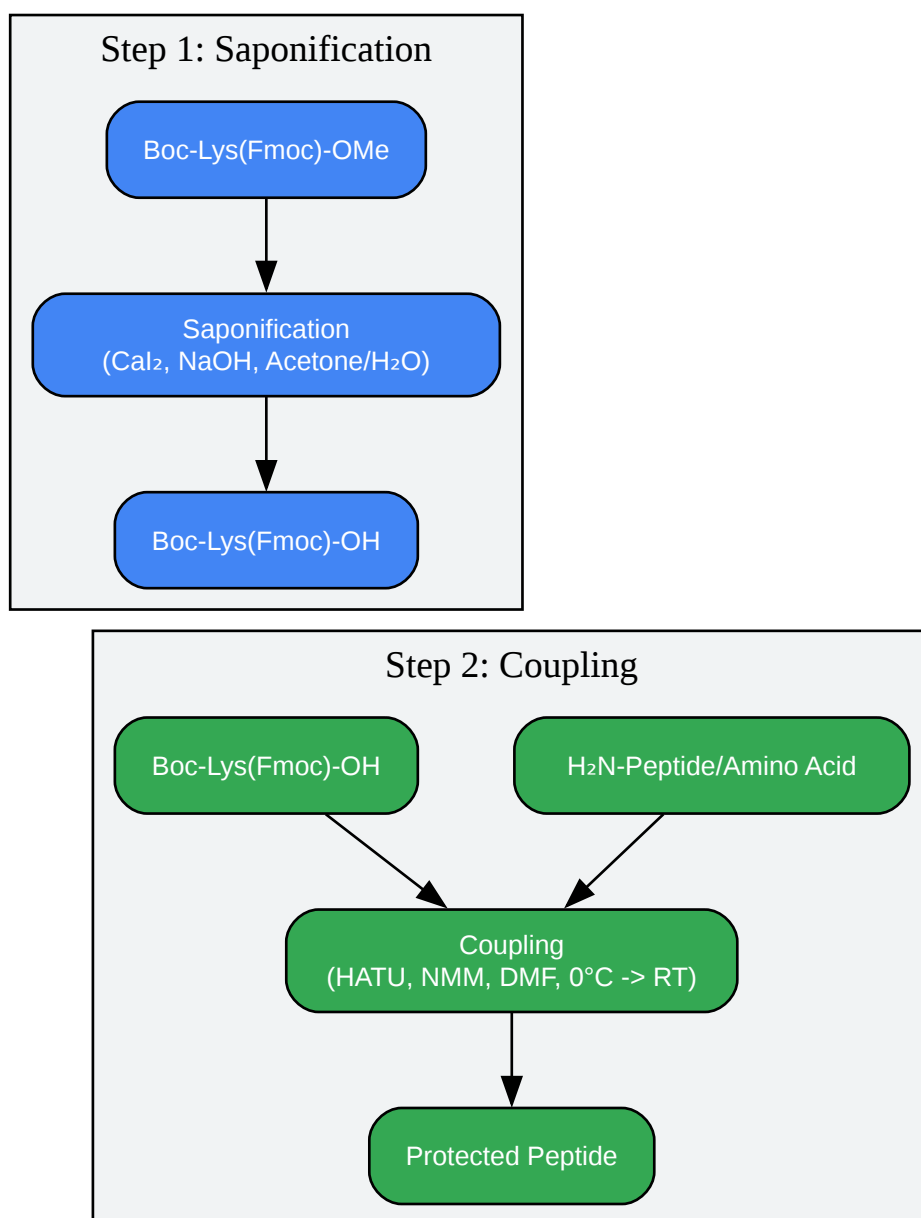 Step 1: Saponification
Boc-Lys(Fmoc)-OMe
Saponification
(CaI₂, NaOH, Acetone/H₂O)
Boc-Lys(Fmoc)-OH
Step 2: Coupling
Boc-Lys(Fmoc)-OH
H₂N-Peptide/Amino Acid
Coupling
(HATU, NMM, DMF, 0°C -> RT)
Protected Peptide